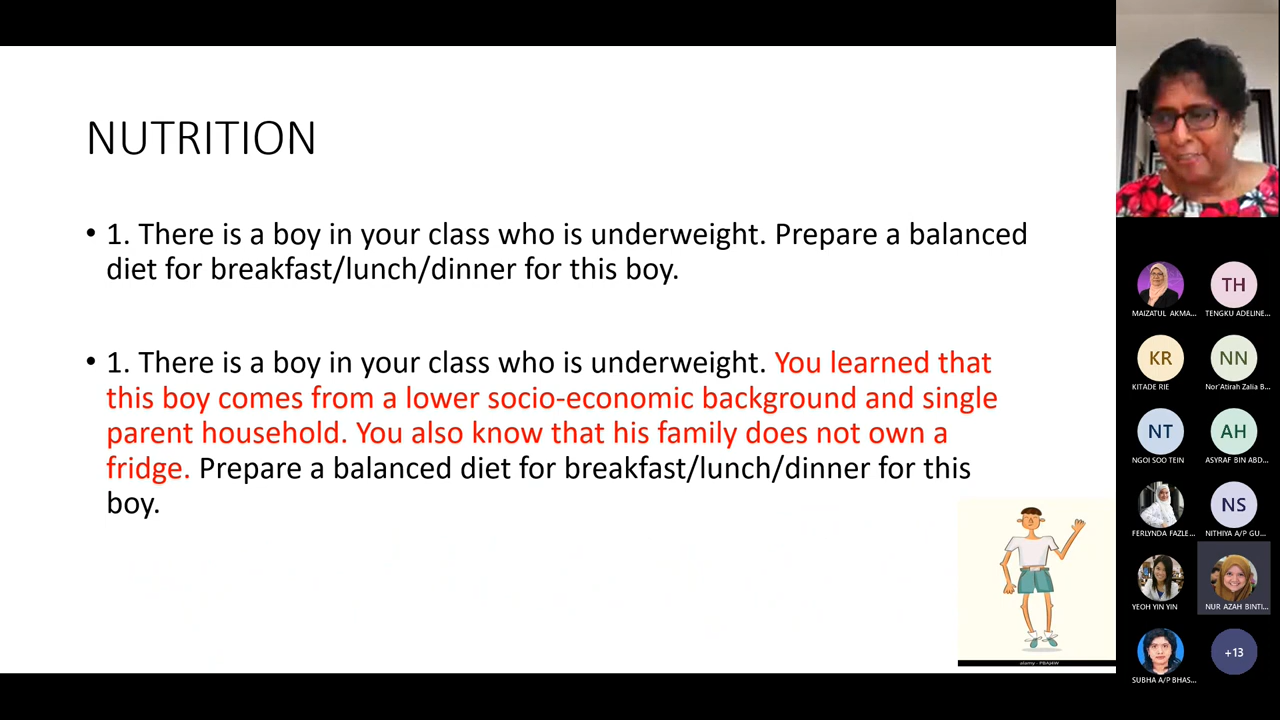 NUTRITION
• 1. There is a boy in your class who is underweight. Prepare a balanced
diet for breakfast/lunch/dinner for this boy.
• 1. There is a boy in your class who is underweight. You learned that
this boy comes from a lower socio-economic background and single
parent household. You also know that his family does not own a
fridge. Prepare a balanced diet for breakfast/lunch/dinner for this
boy.
alamy - PBAJ4W
TH
MAIZATUL AKMA...
TENGKU ADELINE...
KR
NN
KITADE RIE
Nor'Atirah Zalia B...
NT
AH
NGOI SOO TEIN
ASYRAF BIN ABD...
NS
FERLYNDA FAZLE...
NITHIYA A/P GU...
YEOH YIN YIN
NUR AZAH BINTI...
+13
SUBHA A/P BHAS...